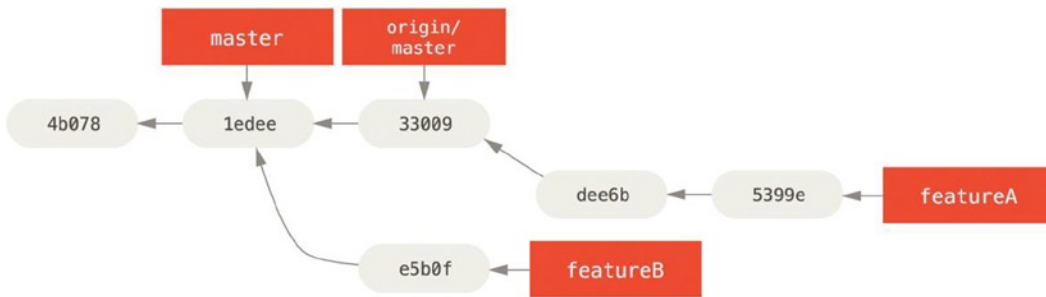 master
origin/
master
4b078
1edee
33009
dee6b
5399e
featureA
e5b0f
featureB